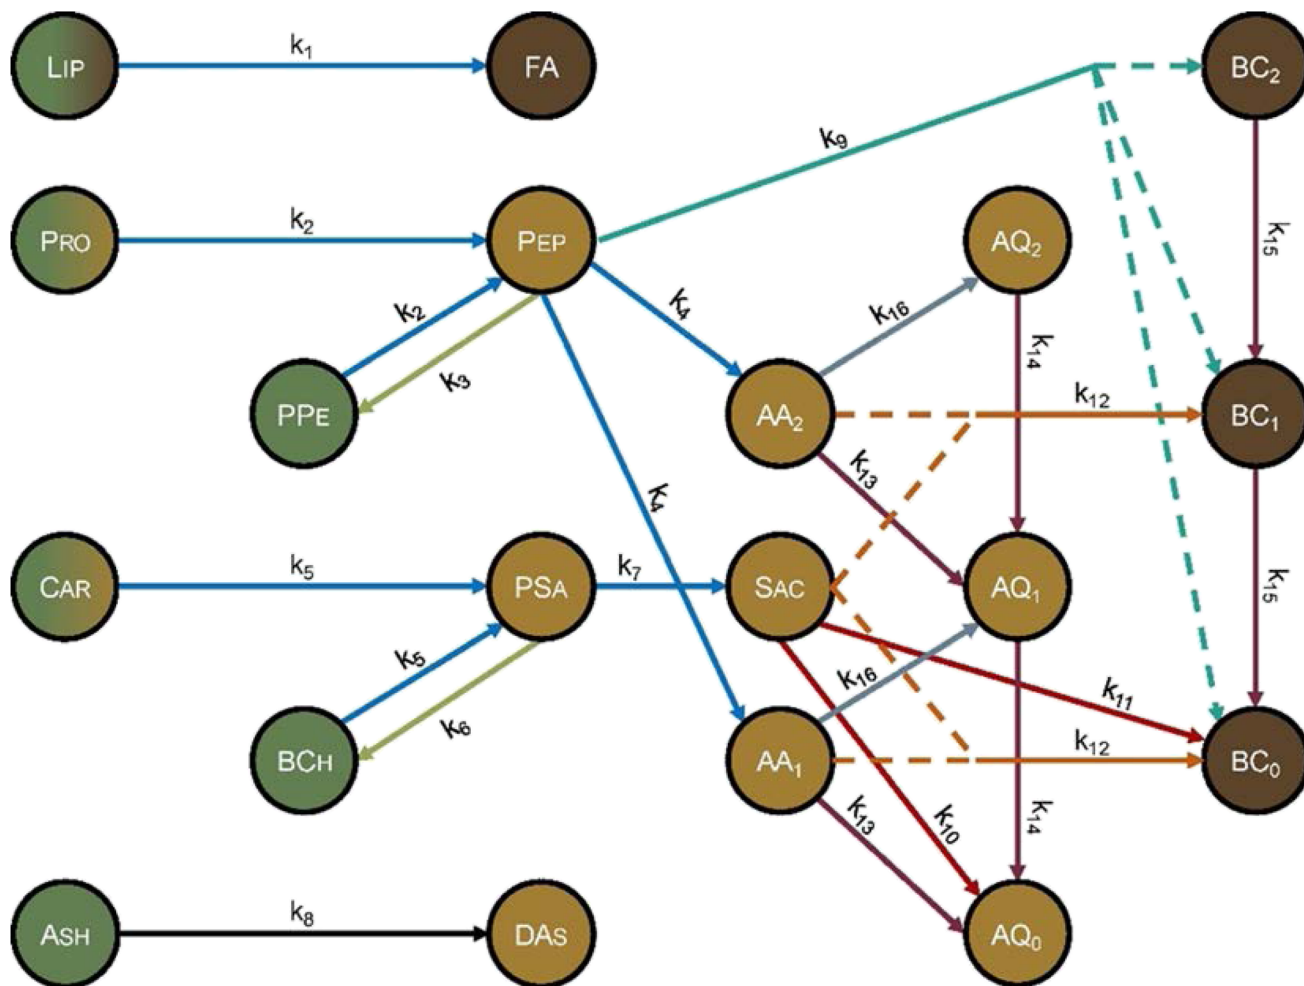 LIP
k₁
FA
BC₂
k₉
PRO
k₂
PEP
AQ₂
k₁₅
k₂
k₃
k₄
k₁₆
k₁₄
PPE
AA₂
k₁₂
BC₁
k₁₃
k₄
CAR
k₅
PSA
k₇
SAC
AQ₁
k₁₅
k₅
k₆
k₁₆
k₁₁
BCH
AA₁
k₁₂
BC₀
k₁₃
k₁₀
k₁₄
ASH
k₈
DAS
AQ₀